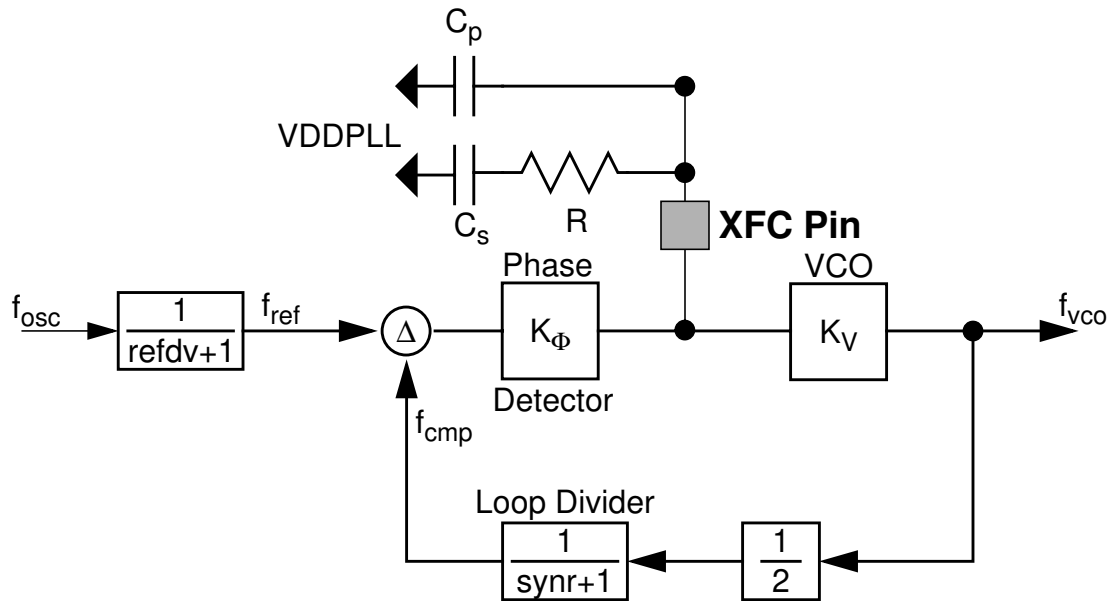 Cp
VDDPLL
Cs
R
XFC Pin
Phase
VCO
fosc
1
refdv+1
fref
Δ
KΦ
KV
fvco
Detector
fcmp
Loop Divider
1
synr+1
1
2